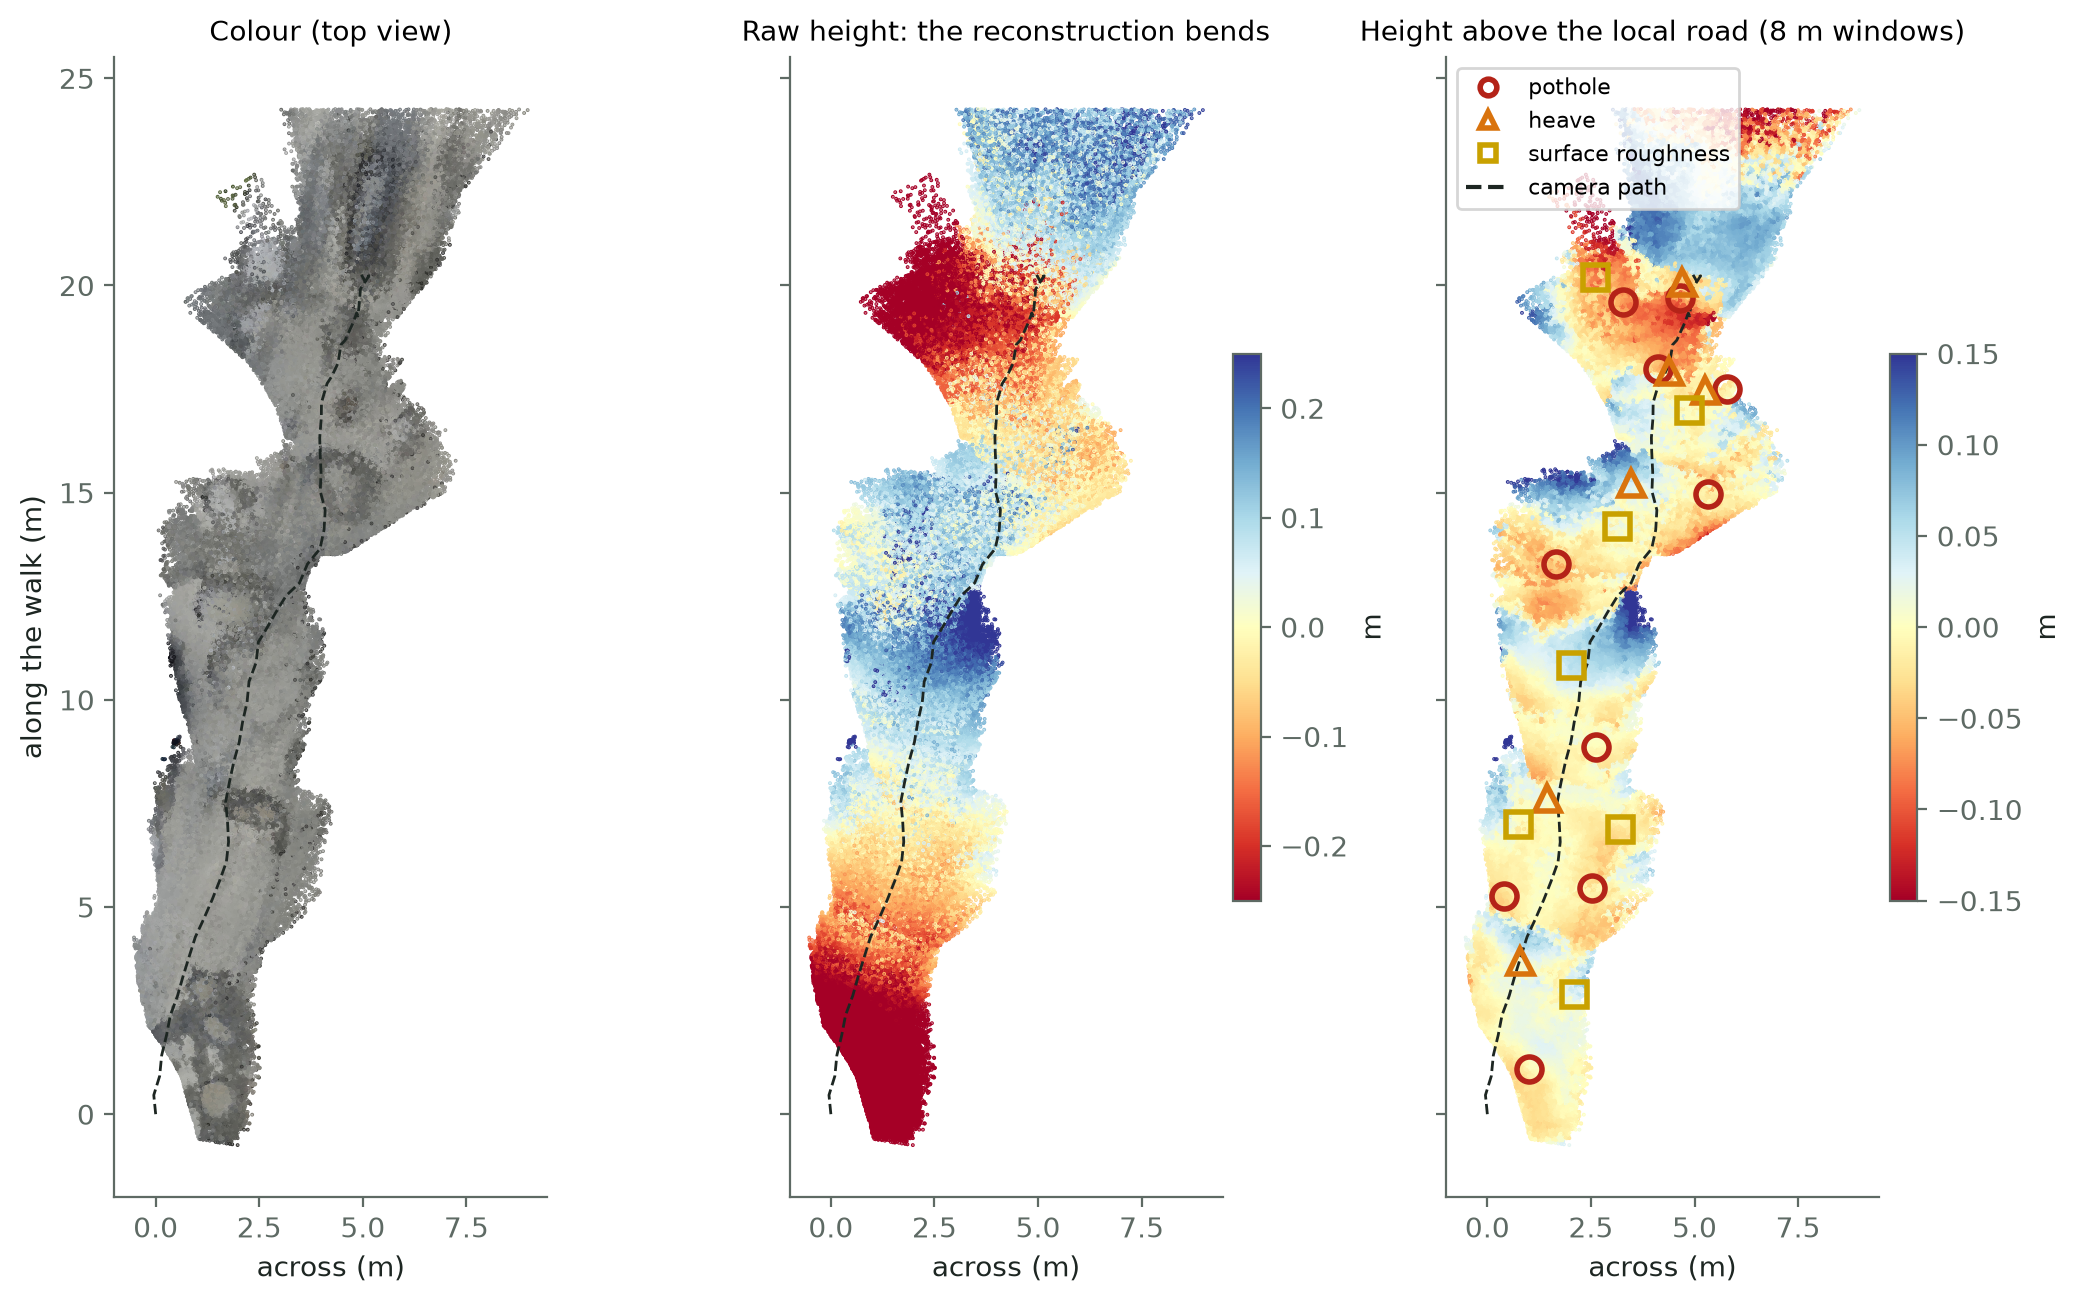 Colour (top view)
Raw height: the reconstruction bends
Height above the local road (8 m windows)
25
20
15
10
5
0
along the walk (m)
0.0 2.5 5.0 7.5
across (m)
0.2
0.1
0.0
−0.1
−0.2
m
0.0 2.5 5.0 7.5
across (m)
pothole
heave
surface roughness
camera path
0.15
0.10
0.05
0.00
−0.05
−0.10
−0.15
m
0.0 2.5 5.0 7.5
across (m)